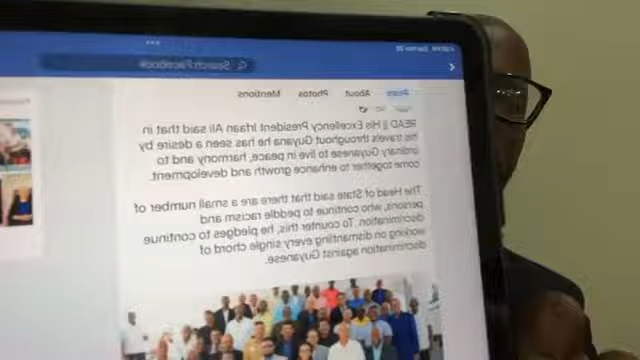 Search Facebook
Posts About Photos Mentions
READ || His Excellency President Irfaan Ali said that in
his travels throughout Guyana he has seen a desire by
ordinary Guyanese to live in peace, harmony and to
come together to enhance growth and development.
The Head of State said that there are a small number of
persons, who continue to peddle racism and
discrimination. To counter this, he pledges to continue
working on dismantling every single chord of
discrimination against Guyanese.